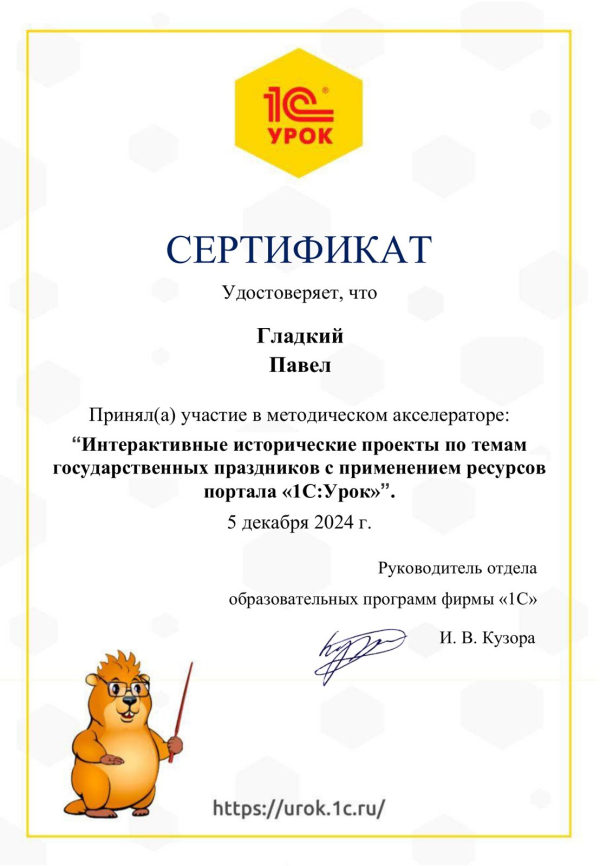 1С®
УРОК
СЕРТИФИКАТ
Удостоверяет, что
Гладкий
Павел
Принял(а) участие в методическом акселераторе:
“Интерактивные исторические проекты по темам
государственных праздников с применением ресурсов
портала «1С:Урок»”.
5 декабря 2024 г.
Руководитель отдела
образовательных программ фирмы «1С»
И. В. Кузора
https://urok.1c.ru/